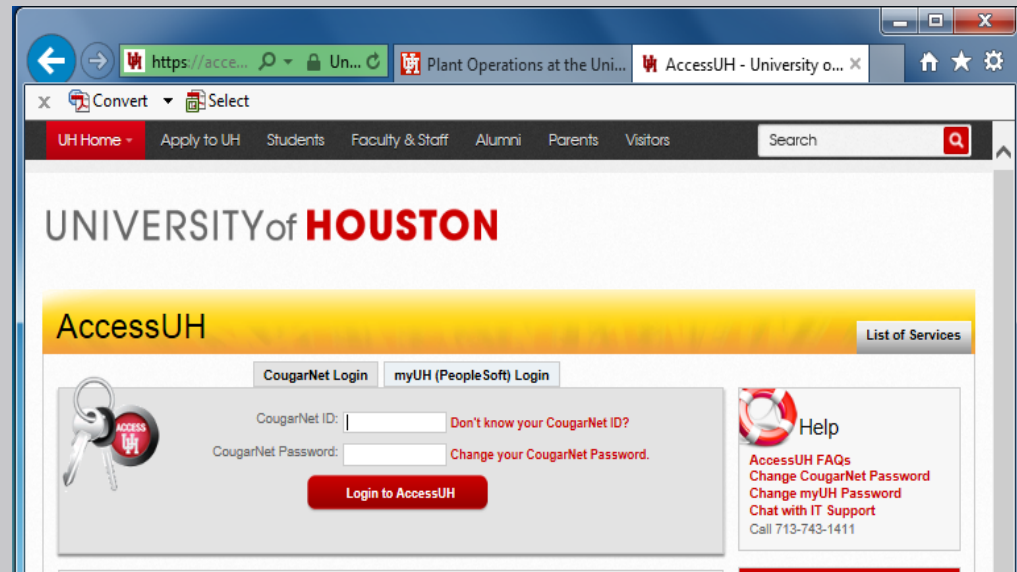 https://acce... Un... Plant Operations at the Uni... AccessUH - University o...
x Convert Select
UH Home Apply to UH Students Faculty & Staff Alumni Parents Visitors Search
UNIVERSITY of HOUSTON
AccessUH
List of Services
CougarNet Login myUH (PeopleSoft) Login
CougarNet ID: Don't know your CougarNet ID?
CougarNet Password: Change your CougarNet Password.
Login to AccessUH
ACCESS
UH
Help
AccessUH FAQs
Change CougarNet Password
Change myUH Password
Chat with IT Support
Call 713-743-1411